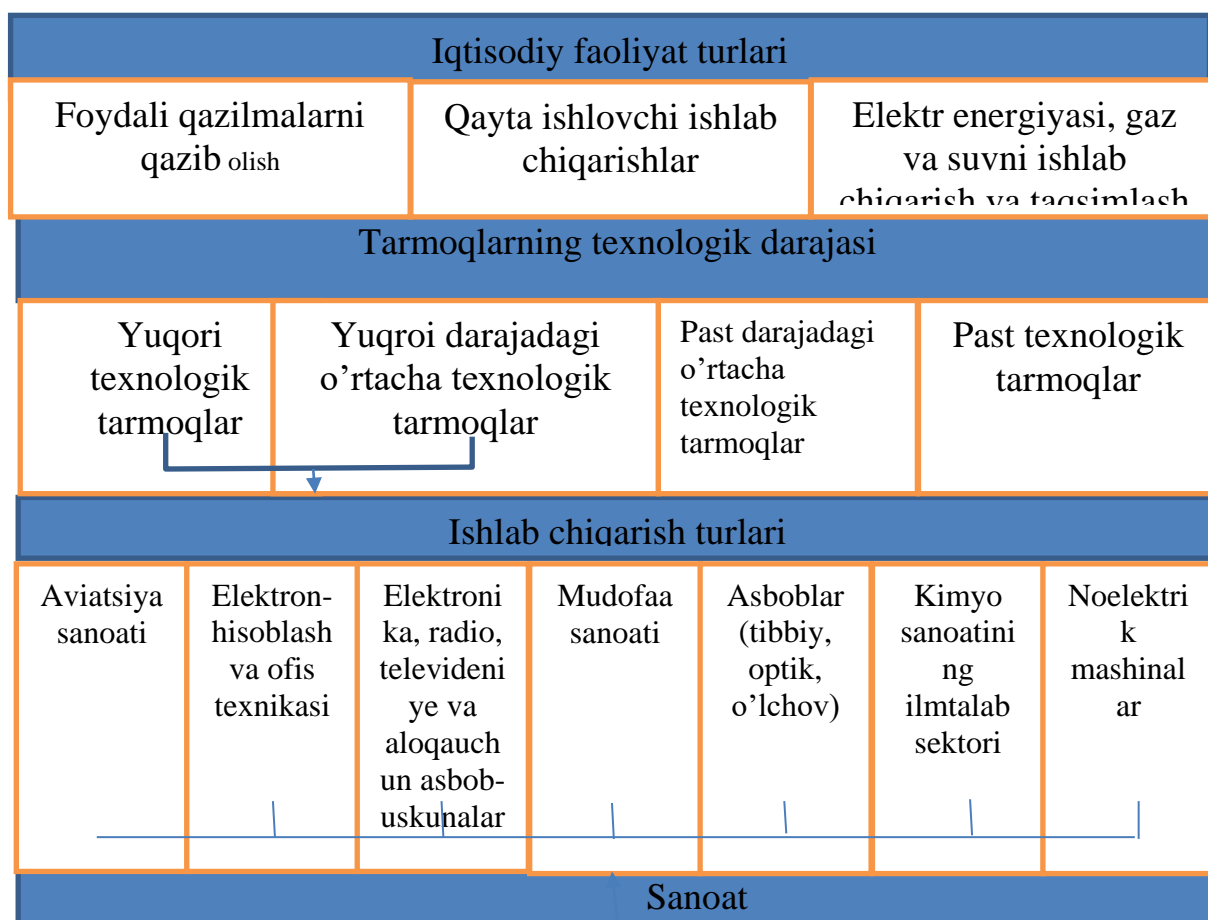 Iqtisodiy faoliyat turlari
Foydali qazilmalarni
qazib olish
Qayta ishlovchi ishlab
chiqarishlar
Elektr energiyasi, gaz
va suvni ishlab
chiqarish va taqsimlash
Tarmoqlarning texnologik darajasi
Yuqori
texnologik
tarmoqlar
Yuqroi darajadagi
o’rtacha texnologik
tarmoqlar
Past darajadagi
o’rtacha
texnologik
tarmoqlar
Past texnologik
tarmoqlar
Ishlab chiqarish turlari
Aviatsiya
sanoati
Elektron-
hisoblash
va ofis
texnikasi
Elektroni
ka, radio,
televideni
ye va
aloqauch
un asbob-
uskunalar
Mudofaa
sanoati
Asboblar
(tibbiy,
optik,
o’lchov)
Kimyo
sanoatini
ng
ilmtalab
sektori
Noelektri
k
mashinal
ar
Sanoat